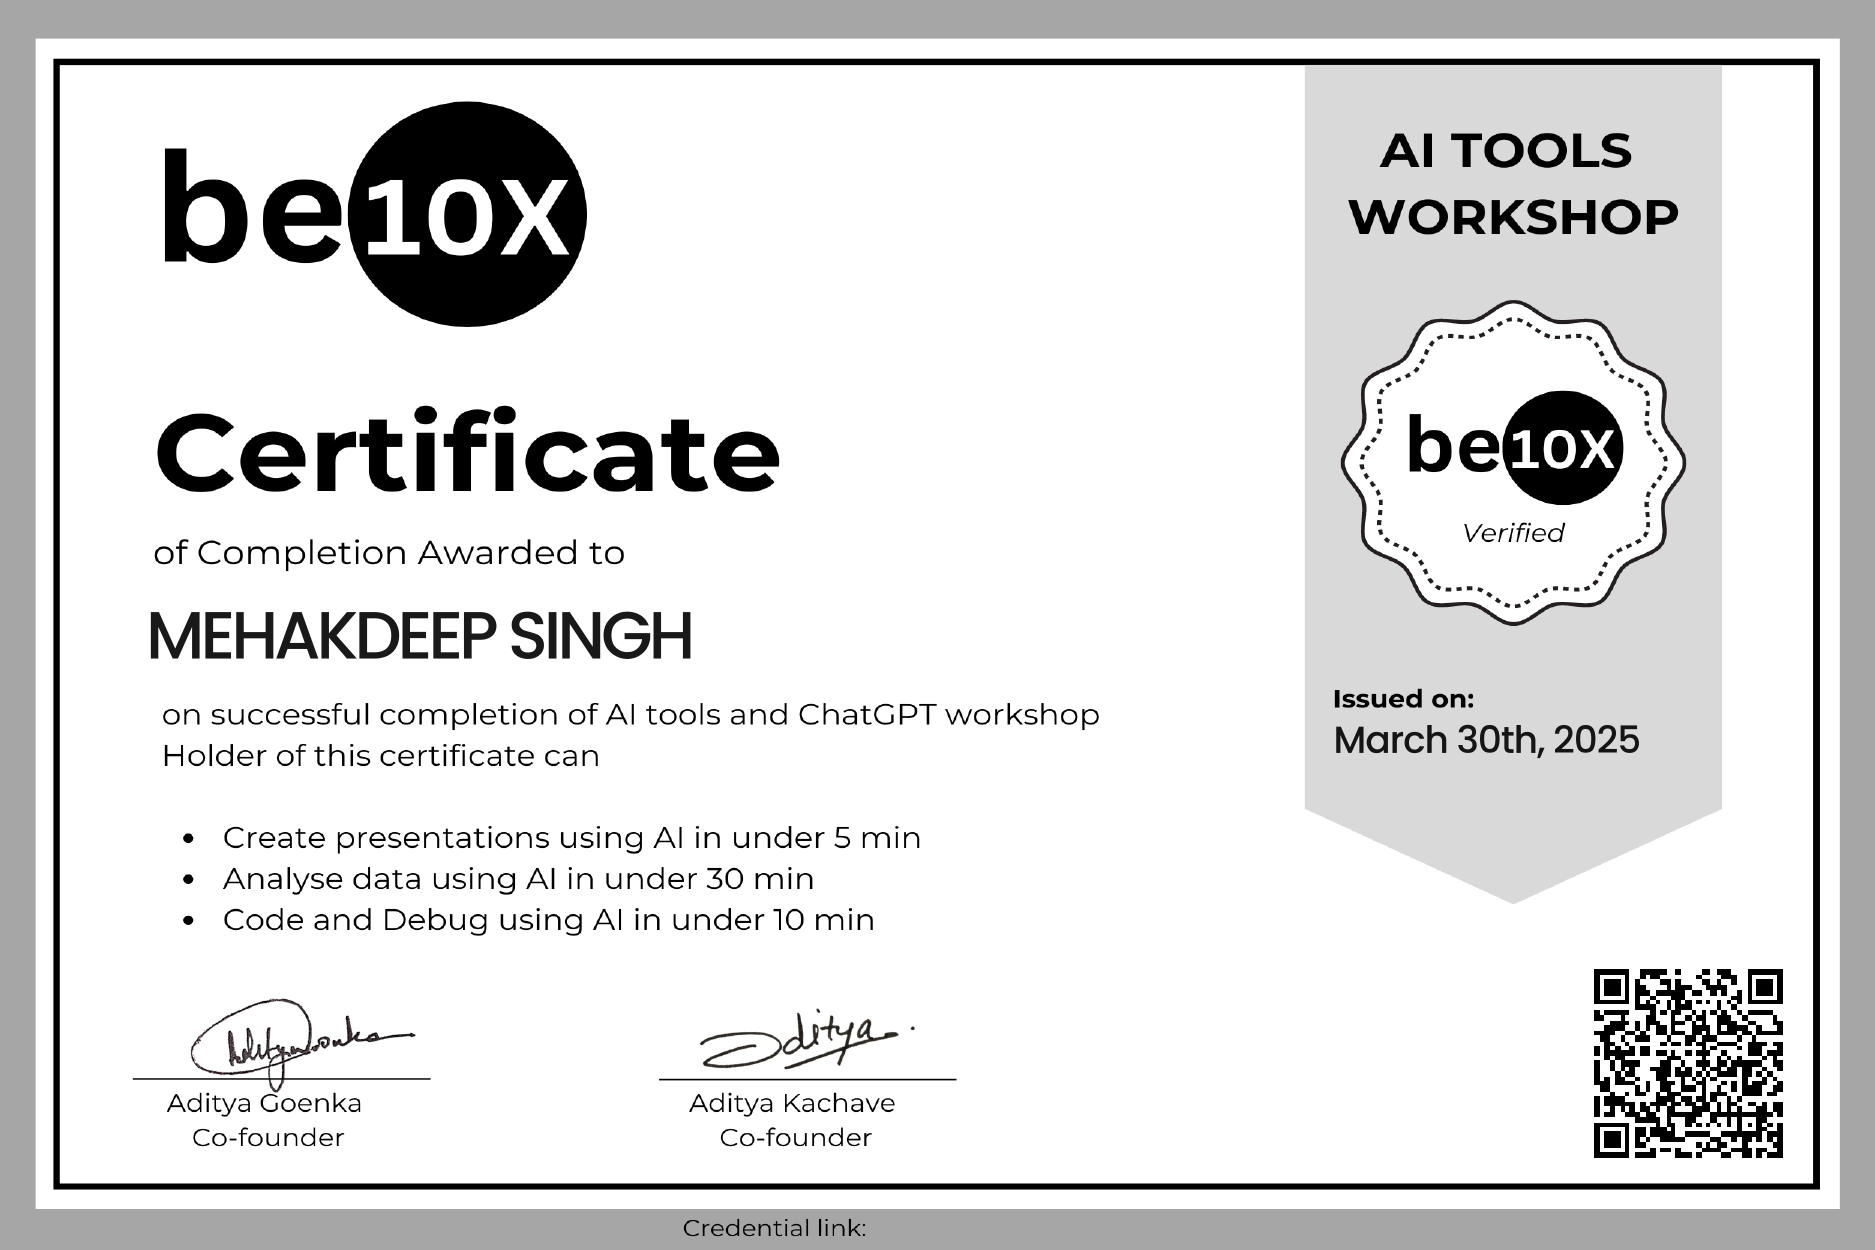 be10X
Certificate
of Completion Awarded to
MEHAKDEEP SINGH
on successful completion of AI tools and ChatGPT workshop
Holder of this certificate can
• Create presentations using AI in under 5 min
• Analyse data using AI in under 30 min
• Code and Debug using AI in under 10 min
Aditya Goenka
Aditya Goenka
Co-founder
Aditya
Aditya Kachave
Co-founder
AI TOOLS
WORKSHOP
be10X
Verified
Issued on:
March 30th, 2025
Credential link: